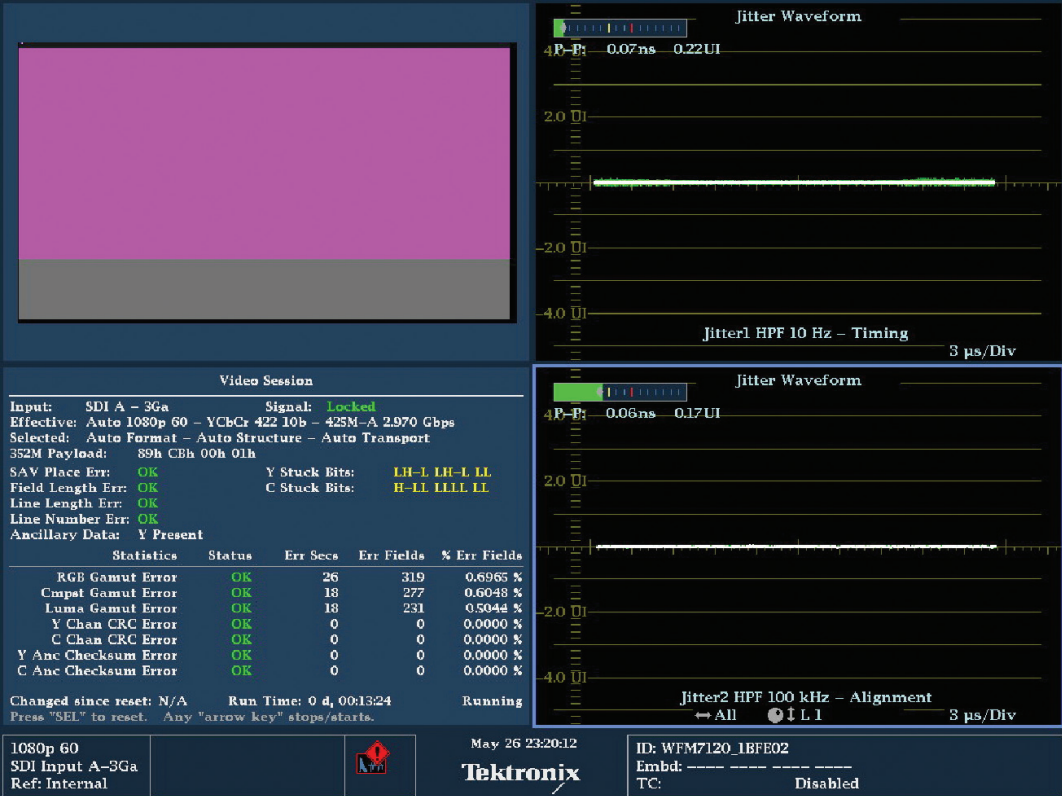 Jitter Waveform
P-P: 0.07ns 0.22UI
2.0 UI
-2.0 UI
-4.0 UI
Jitter1 HPF 10 Hz - Timing
3 µs/Div
Video Session
Input: SDI A - 3Ga Signal: Locked
Effective: Auto 1080p 60 - YCbCr 422 10b - 425M-A 2.970 Gbps
Selected: Auto Format - Auto Structure - Auto Transport
352M Payload: 89h CBh 00h 01h
SAV Place Err: OK Y Stuck Bits: LH-L LH-L LL
Field Length Err: OK C Stuck Bits: H-LL LLLL LL
Line Length Err: OK
Line Number Err: OK
Ancillary Data: Y Present
Statistics Status Err Secs Err Fields % Err Fields
RGB Gamut Error OK 26 319 0.6965 %
Cmpst Gamut Error OK 18 277 0.6048 %
Luma Gamut Error OK 18 231 0.5044 %
Y Chan CRC Error OK 0 0 0.0000 %
C Chan CRC Error OK 0 0 0.0000 %
Y Anc Checksum Error OK 0 0 0.0000 %
C Anc Checksum Error OK 0 0 0.0000 %
Changed since reset: N/A Run Time: 0 d, 00:13:24 Running
Press "SEL" to reset. Any "arrow key" stops/starts.
Jitter Waveform
P-P: 0.06ns 0.17UI
2.0 UI
-2.0 UI
-4.0 UI
Jitter2 HPF 100 kHz - Alignment
All L 1 3 µs/Div
1080p 60
SDI Input A-3Ga
Ref: Internal
May 26 23:20:12
Tektronix
ID: WFM7120_1BFE02
Embd: ---- ---- ---- ----
TC: Disabled